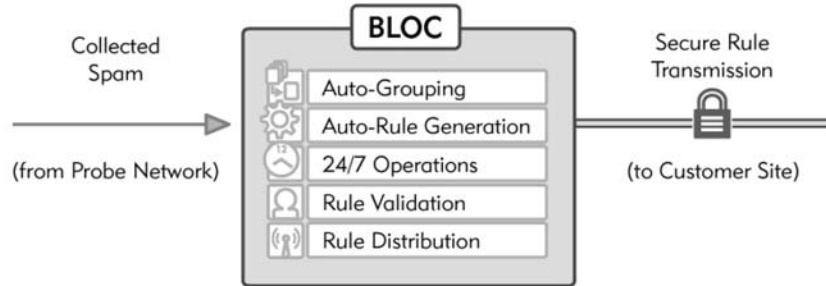 BLOC
Collected
Spam
(from Probe Network)
Auto-Grouping
Auto-Rule Generation
12
24/7 Operations
Rule Validation
Rule Distribution
Secure Rule
Transmission
(to Customer Site)